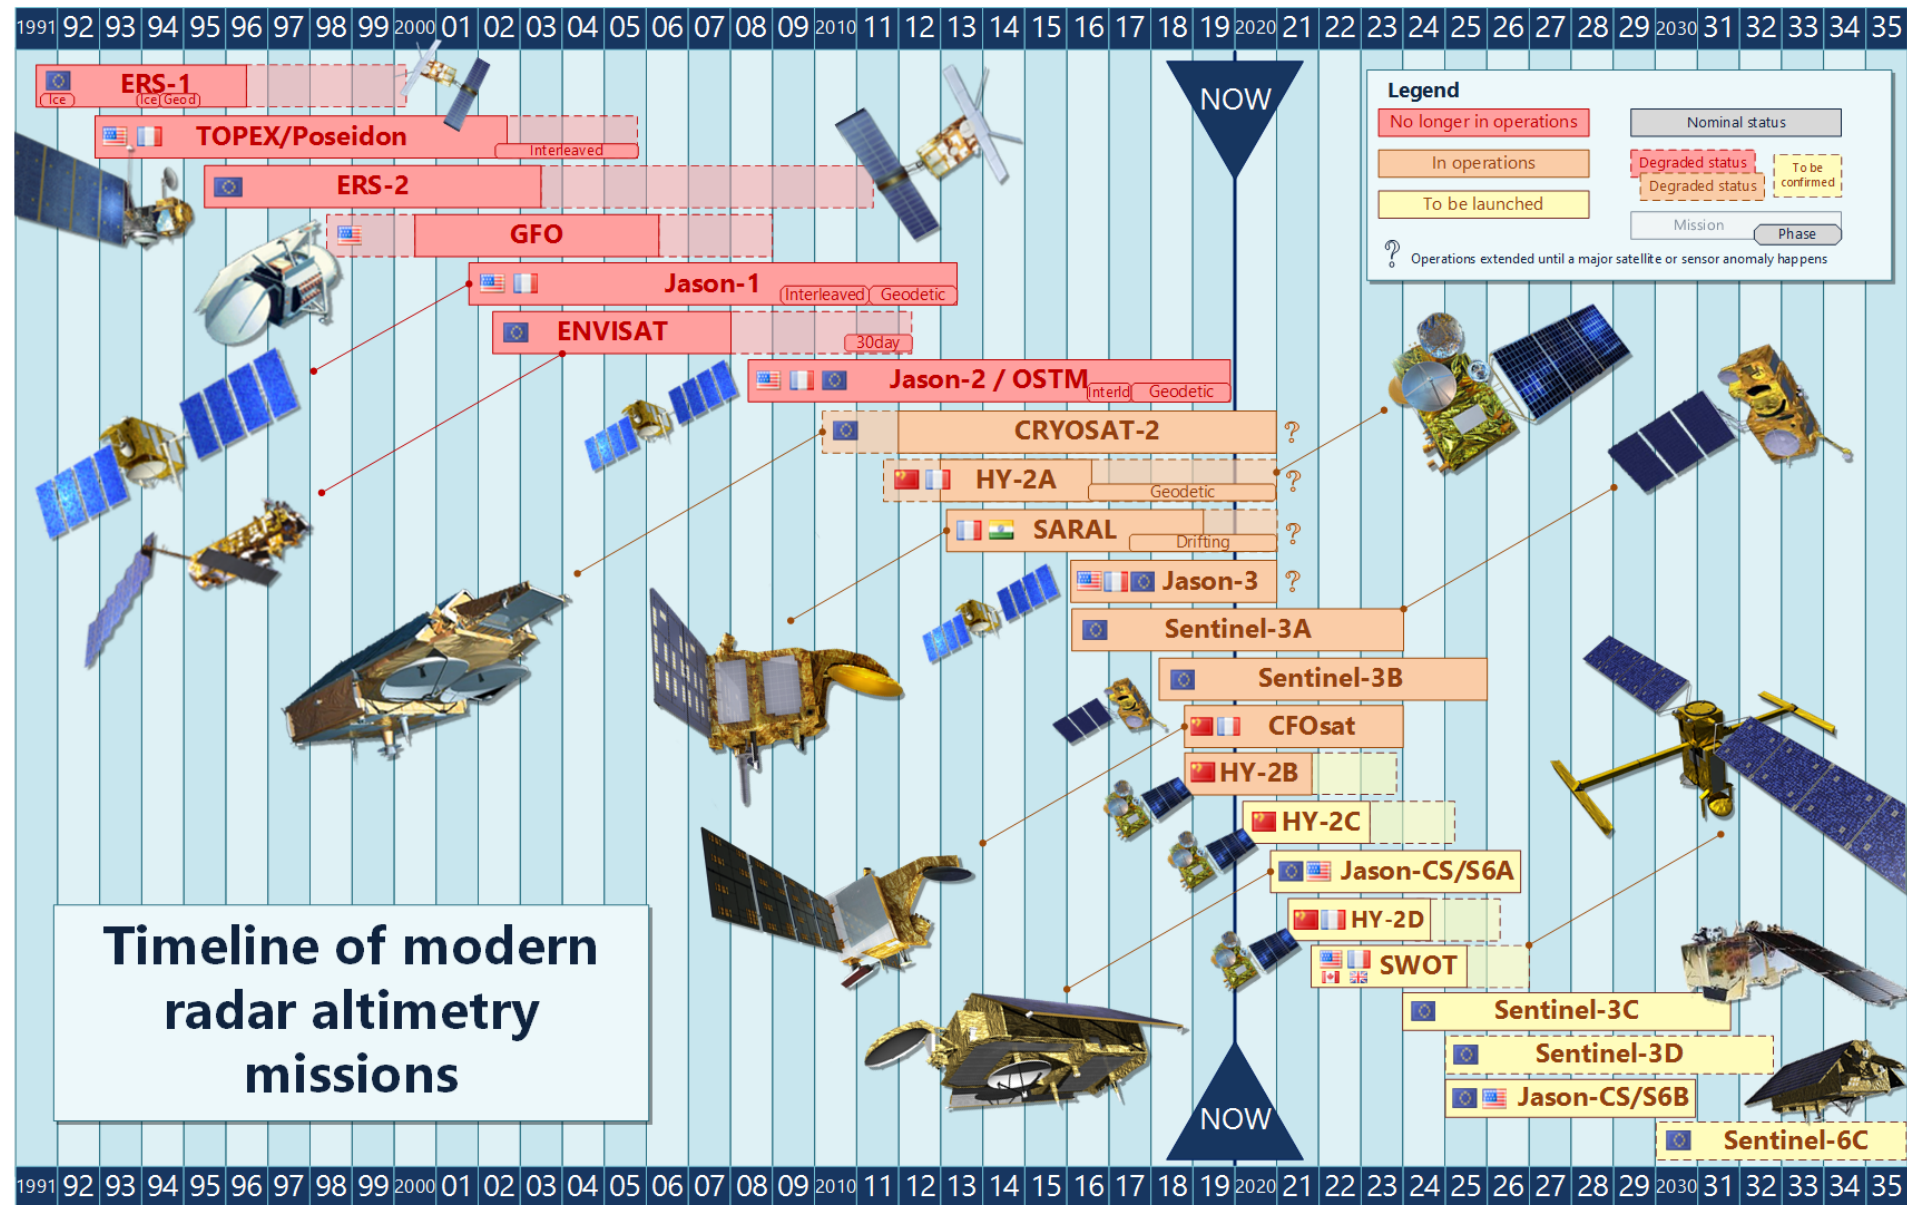 1991 92 93 94 95 96 97 98 99 2000 01 02 03 04 05 06 07 08 09 2010 11 12 13 14 15 16 17 18 19 2020 21 22 23 24 25 26 27 28 29 2030 31 32 33 34 35
NOW
Legend
No longer in operations
Nominal status
In operations
Degraded status
Degraded status
To be
confirmed
To be launched
Mission
Phase
? Operations extended until a major satellite or sensor anomaly happens
ERS-1
Ice
Ice
Geod
TOPEX/Poseidon
Interleaved
ERS-2
GFO
Jason-1
Interleaved
Geodetic
ENVISAT
30day
Jason-2 / OSTM
Interld
Geodetic
CRYOSAT-2
?
HY-2A
Geodetic
?
SARAL
Drifting
?
Jason-3
?
Sentinel-3A
Sentinel-3B
CFOsat
HY-2B
HY-2C
Jason-CS/S6A
HY-2D
SWOT
Sentinel-3C
Sentinel-3D
Jason-CS/S6B
Sentinel-6C
Timeline of modern
radar altimetry
missions
NOW
1991 92 93 94 95 96 97 98 99 2000 01 02 03 04 05 06 07 08 09 2010 11 12 13 14 15 16 17 18 19 2020 21 22 23 24 25 26 27 28 29 2030 31 32 33 34 35